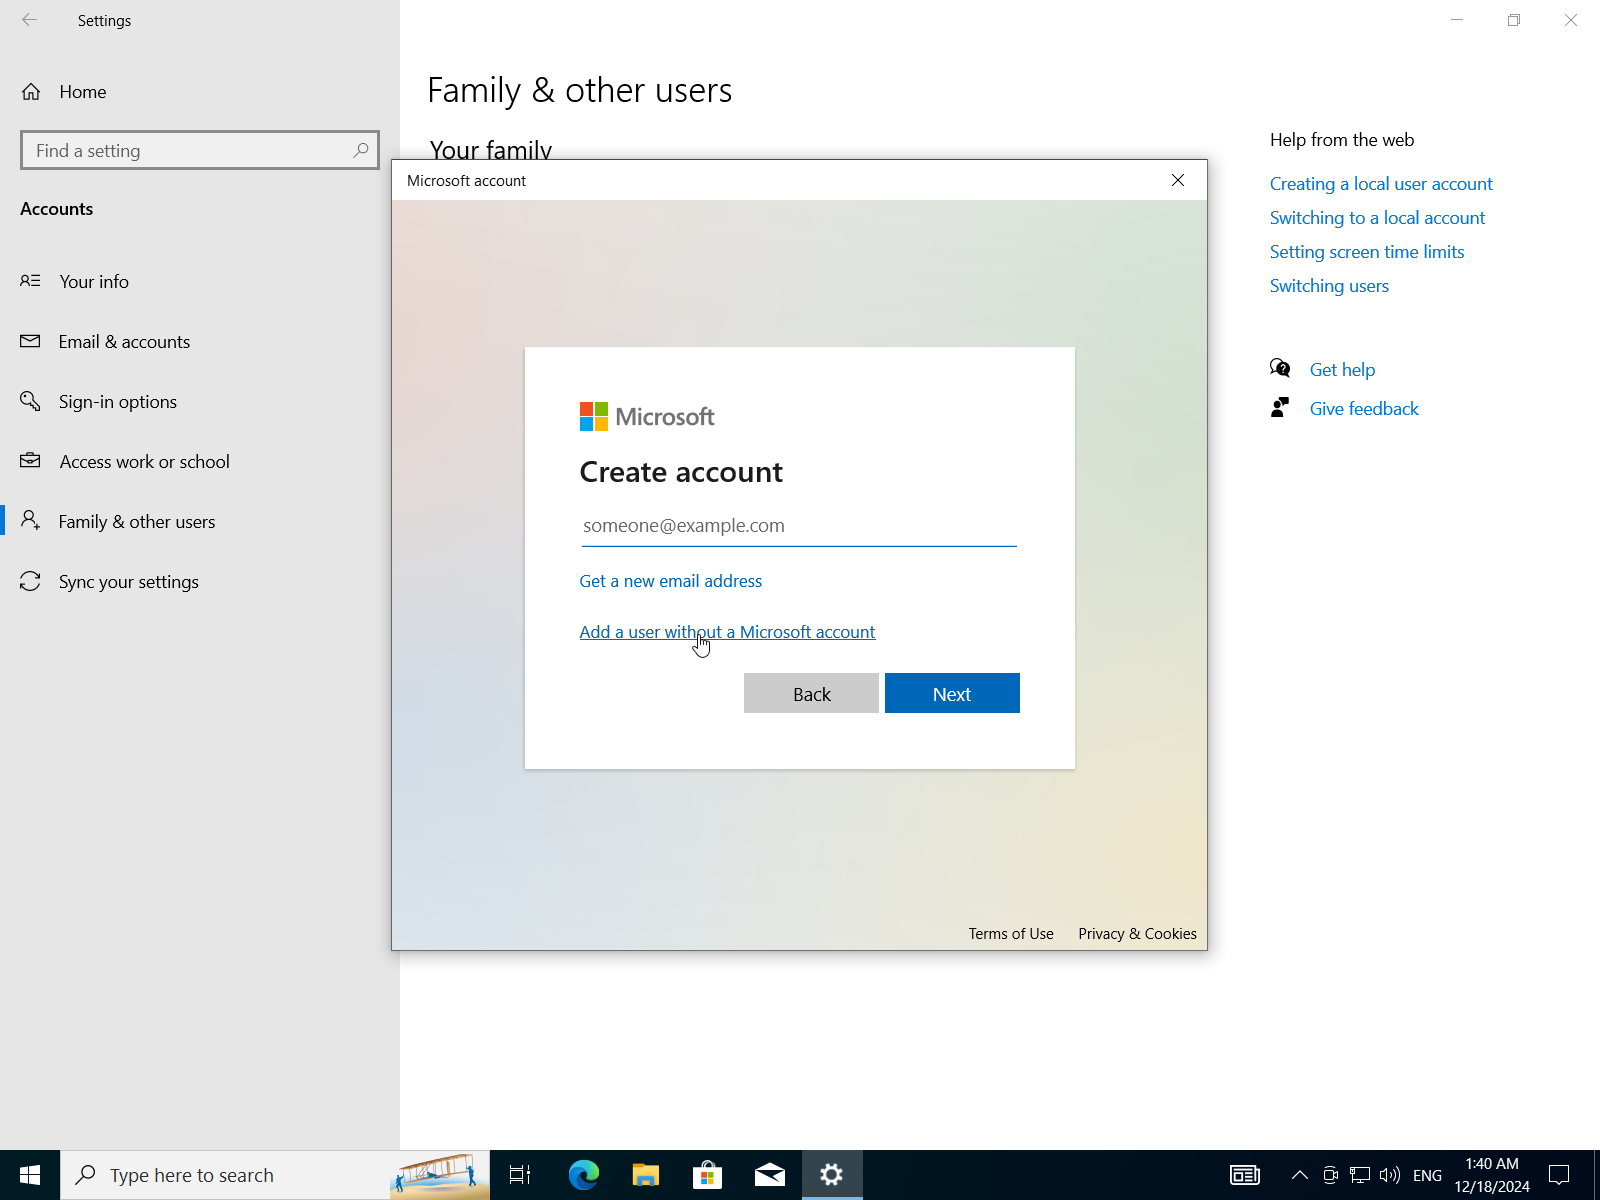 Settings
Home
Find a setting
Accounts
Your info
Email & accounts
Sign-in options
Access work or school
Family & other users
Sync your settings
Family & other users
Your family
Microsoft account
Microsoft
Create account
someone@example.com
Get a new email address
Add a user without a Microsoft account
Back
Next
Terms of Use
Privacy & Cookies
Help from the web
Creating a local user account
Switching to a local account
Setting screen time limits
Switching users
Get help
Give feedback
Type here to search
ENG
1:40 AM
12/18/2024